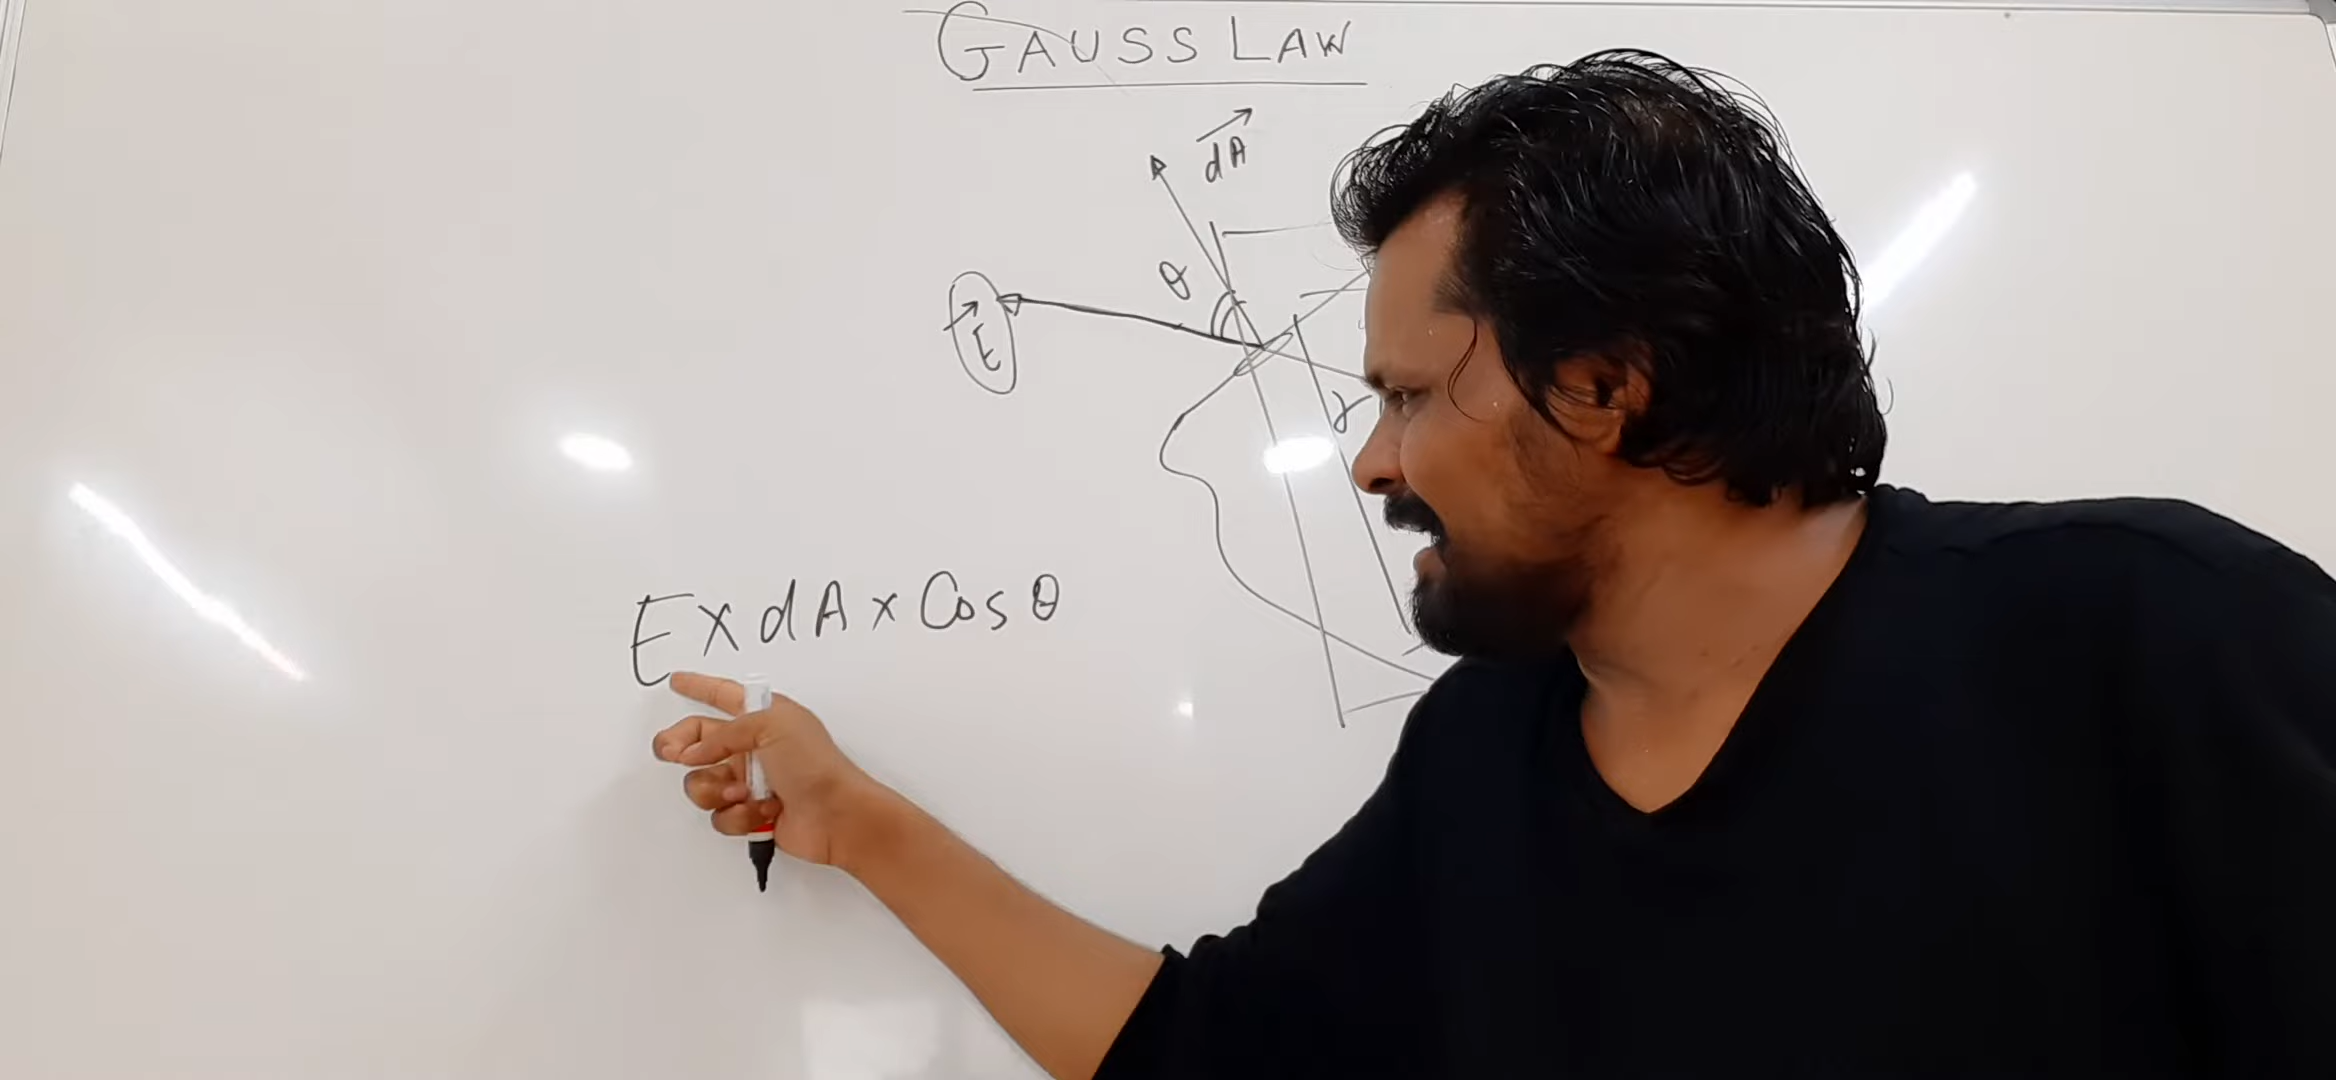 GAUSS LAW
dA
θ
E
r
E x dA x Cos θ